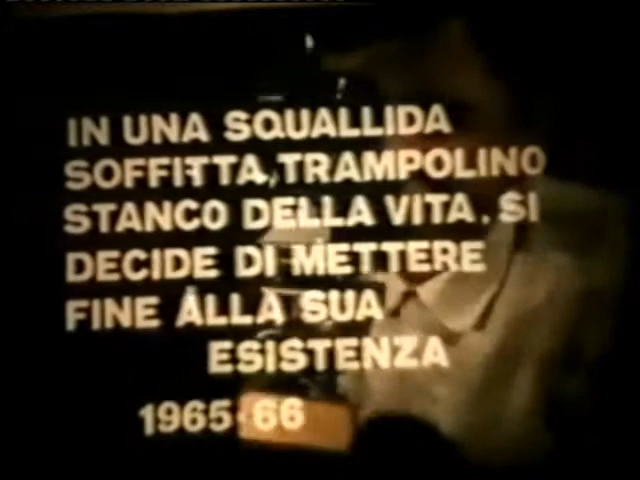 IN UNA SQUALLIDA
SOFFITTA, TRAMPOLINO
STANCO DELLA VITA. SI
DECIDE DI METTERE
FINE ALLA SUA
ESISTENZA
1965-66